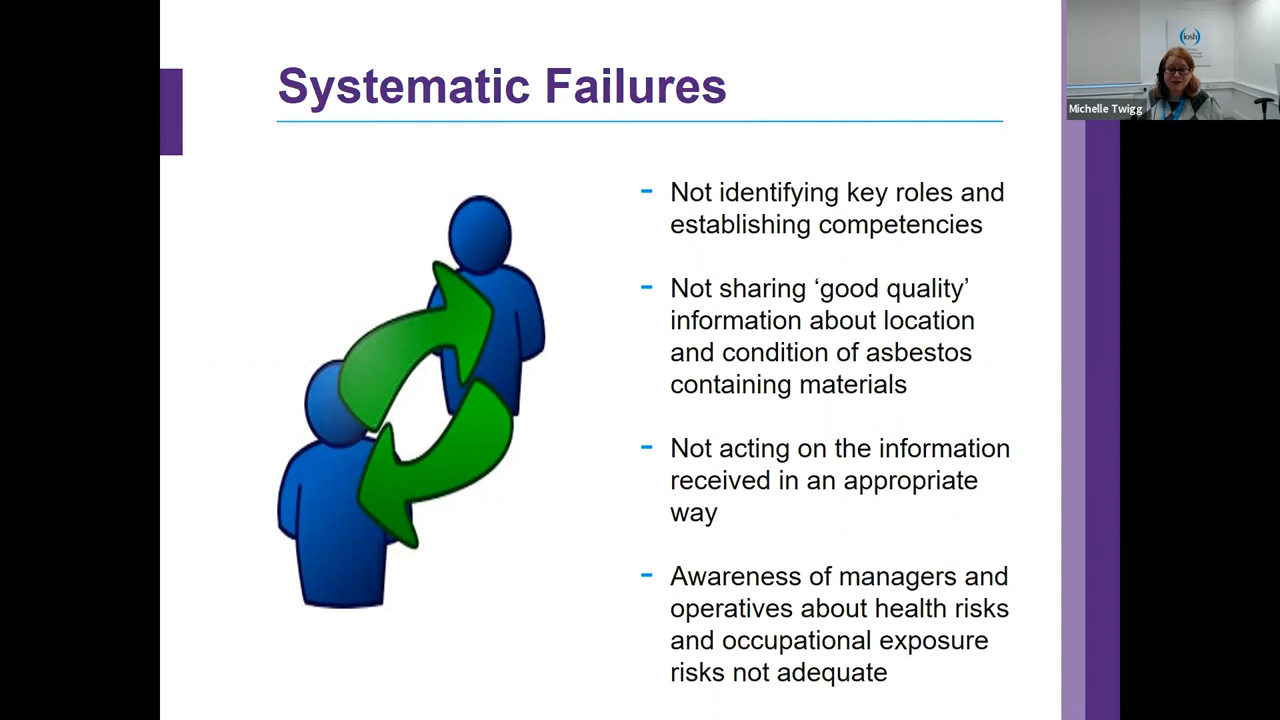 Systematic Failures
- Not identifying key roles and
establishing competencies
- Not sharing ‘good quality’
information about location
and condition of asbestos
containing materials
- Not acting on the information
received in an appropriate
way
- Awareness of managers and
operatives about health risks
and occupational exposure
risks not adequate
iosh
Michelle Twigg